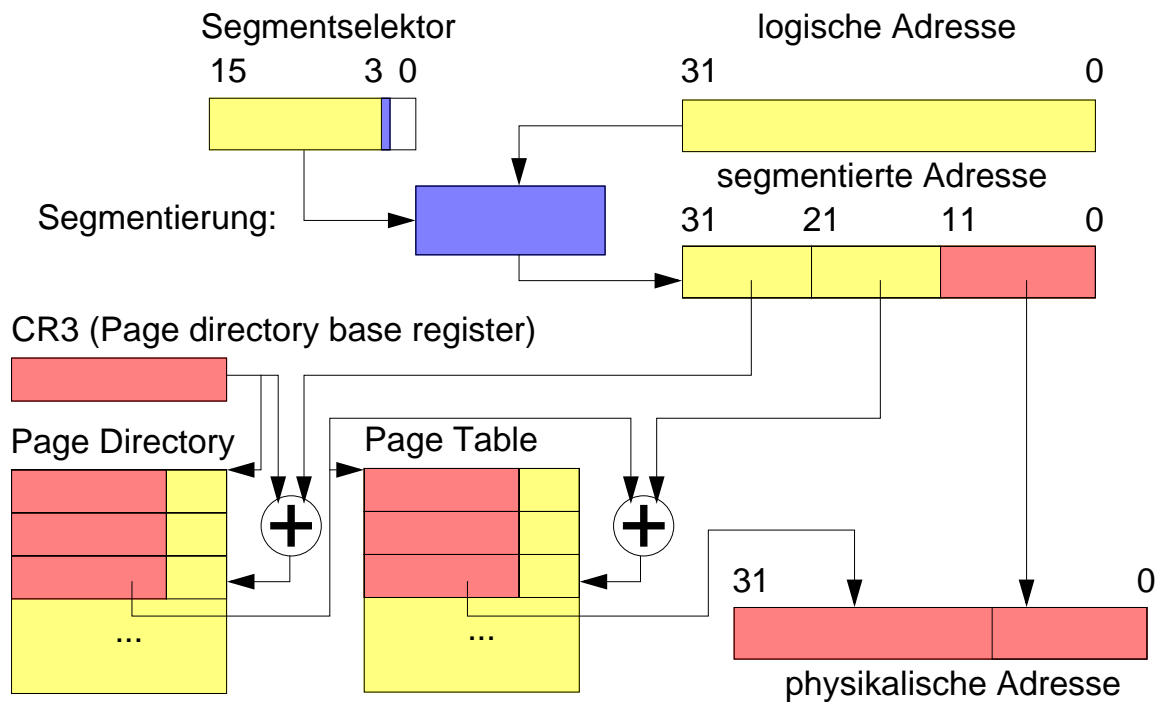 Segmentselektor
logische Adresse
15 3 0
31 0
segmentierte Adresse
Segmentierung:
31 21 11 0
CR3 (Page directory base register)
Page Directory
Page Table
31 0
...
...
physikalische Adresse